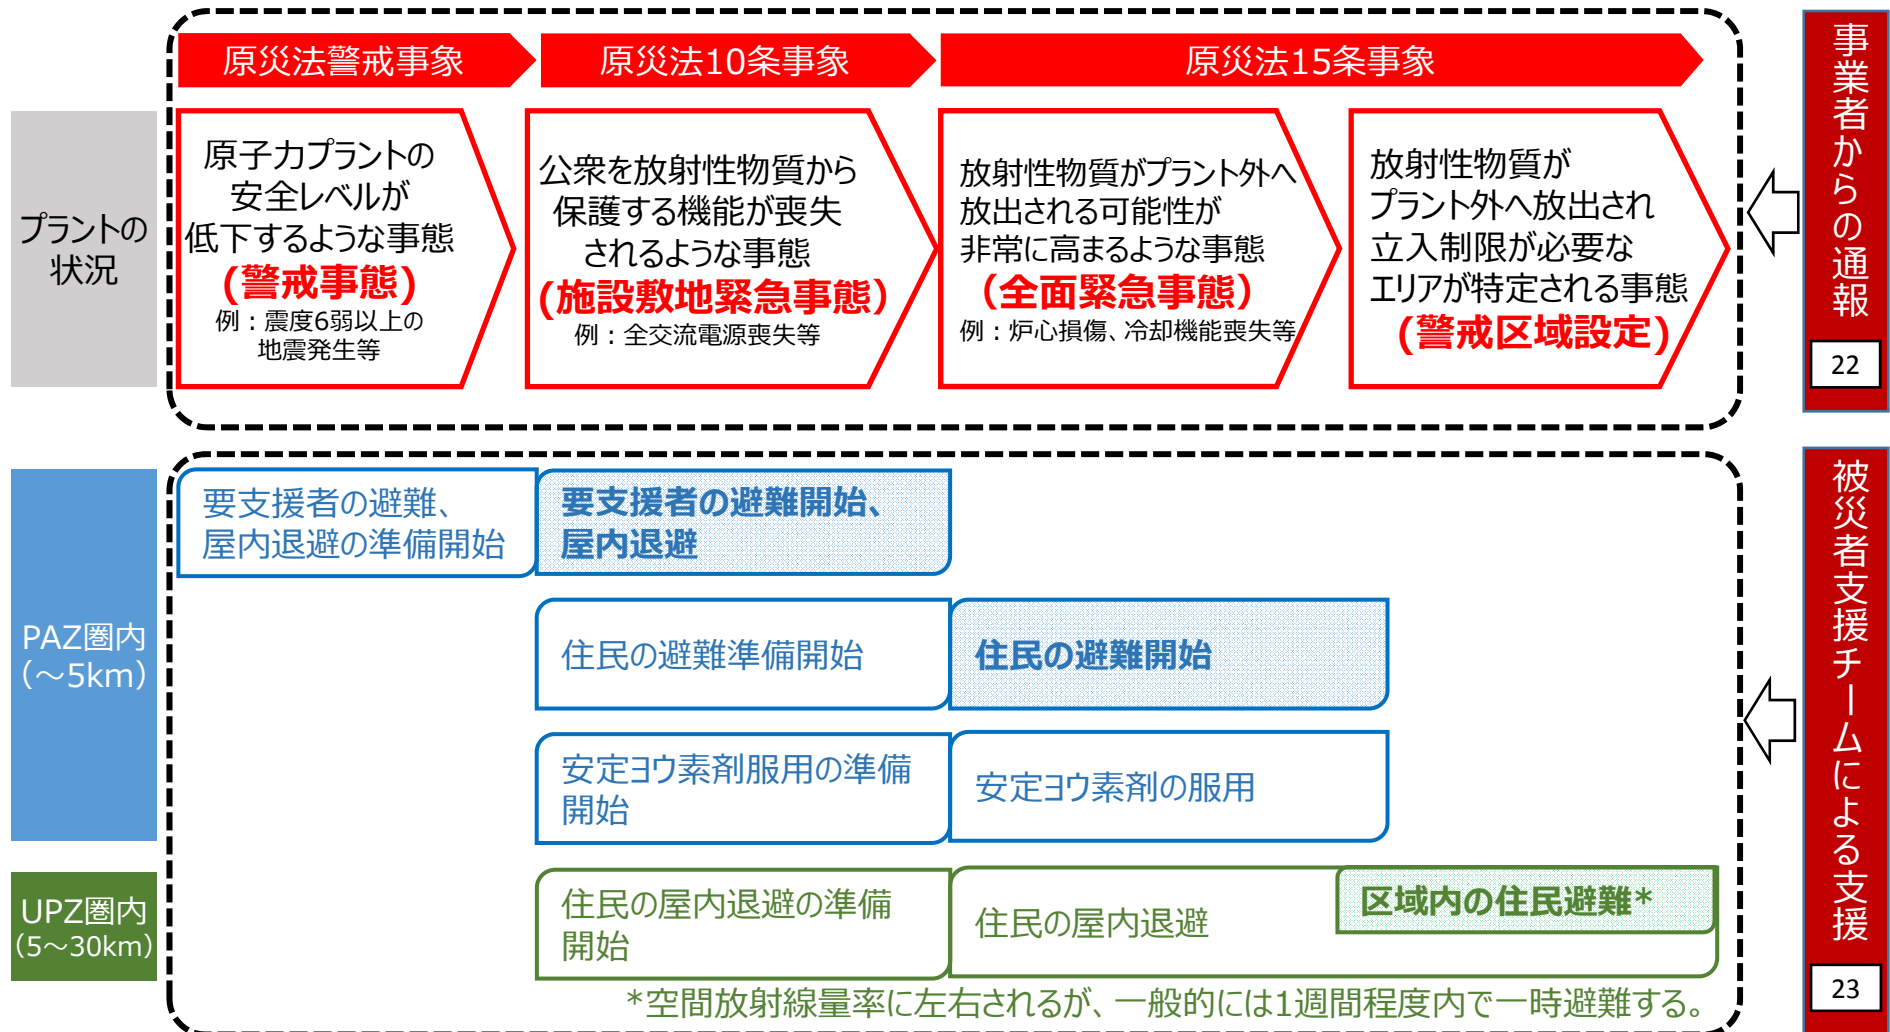 原災法警戒事象
原災法10条事象
原災法15条事象
プラントの
状況
原子力プラントの
安全レベルが
低下するような事態
(警戒事態)
例：震度6弱以上の
地震発生等
公衆を放射性物質から
保護する機能が喪失
されるような事態
(施設敷地緊急事態）
例：全交流電源喪失等
放射性物質がプラント外へ
放出される可能性が
非常に高まるような事態
（全面緊急事態）
例：炉心損傷、冷却機能喪失等
放射性物質が
プラント外へ放出され
立入制限が必要な
エリアが特定される事態
(警戒区域設定)
事業者からの通報
22
PAZ圏内
（～5km）
要支援者の避難、
屋内退避の準備開始
要支援者の避難開始、
屋内退避
住民の避難準備開始
住民の避難開始
安定ヨウ素剤服用の準備
開始
安定ヨウ素剤の服用
UPZ圏内
（5～30km）
住民の屋内退避の準備
開始
住民の屋内退避
区域内の住民避難*
*空間放射線量率に左右されるが、一般的には1週間程度内で一時避難する。
被災者支援チームによる支援
23